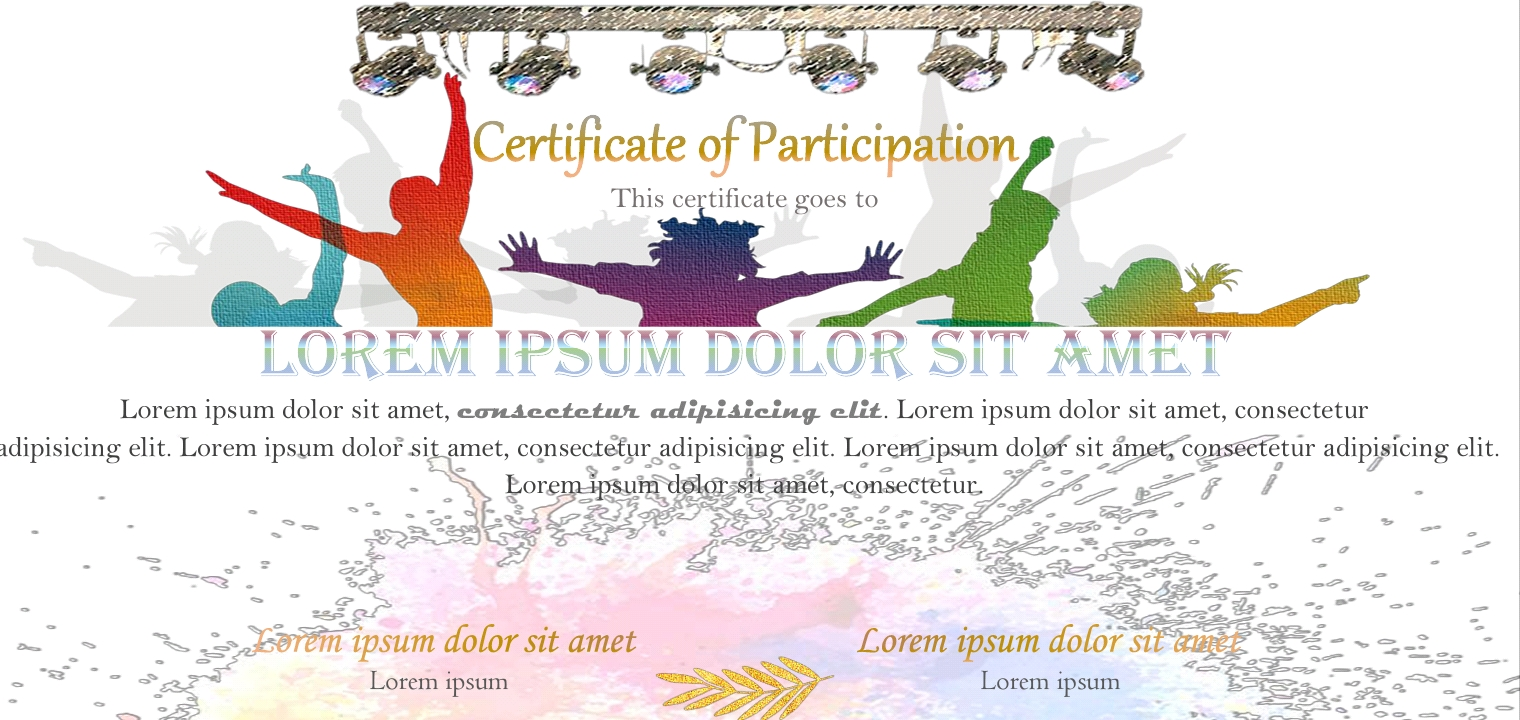 Certificate of Participation
This certificate goes to
LOREM IPSUM DOLOR SIT AMET
Lorem ipsum dolor sit amet, consectetur adipisicing elit. Lorem ipsum dolor sit amet, consectetur
adipisicing elit. Lorem ipsum dolor sit amet, consectetur adipisicing elit. Lorem ipsum dolor sit amet, consectetur adipisicing elit.
Lorem ipsum dolor sit amet, consectetur.
Lorem ipsum dolor sit amet Lorem ipsum dolor sit amet
Lorem ipsum Lorem ipsum